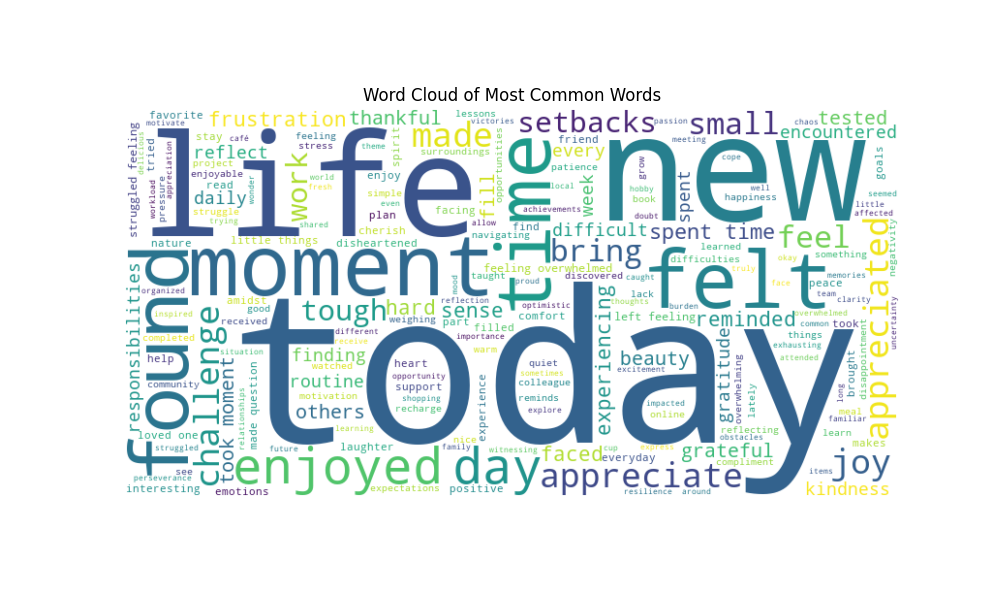 Word Cloud of Most Common Words
favorite
motivate
frustration
thankful
lessons
victories
setbacks
passion
small
chaos
tested
encountered
struggled feeling
delicious
tried
stay
café
feeling
stress
theme
spirit
made
surroundings
opportunities
friend
every
meeting
cope
new
goals
life
reflect
appreciation
workload
pressure
project
enjoyable
read
daily
wonder
work
world
fresh
enjoy
simple
even
fill
time
patience
local
week
hobby
book
grow
spent
well
happiness
seemed
little
affected
struggle
trying
shared
plan
cherish
facing
achievements
allow
doubt
navigating
find
difficult
spent time
feel
nature
little things
disheartened
bring
learned
difficulties
okay
something
negativity
appreciated
found
moment
feeling overwhelmed
taught
discovered
caught
felt
truly
face
peace
memories
responsibilities
organized
mood
proud
optimistic
lack
thoughts
burden
team
clarity
uncertainty
inspired
amidst
good
received
tough
hard
reflection
sense
comfort
left feeling
reminded
overwhelmed
common
took
completed
challenge
different
weighing
part
filled
importance
receive
experiencing
things
exhausting
today
help
situation
finding
watched
heart
warm
quiet
beauty
excitement
gratitude
attended
brought
disappointment
community
took moment
routine
motivation
opportunity
support
shopping
recharge
sometimes
colleague
reminds
explore
impacted
online
overwhelming
lately
long
familiar
meal
others
experience
relationships
made question
learning
reflecting
obstacles
learn
loved one
struggled
laughter
family
nice
witnessing
cup
express
grateful
makes
see
perseverance
interesting
emotions
future
enjoyed
expectations
day
positive
faced
everyday
compliment
appreciate
resilience
around
items
joy
kindness